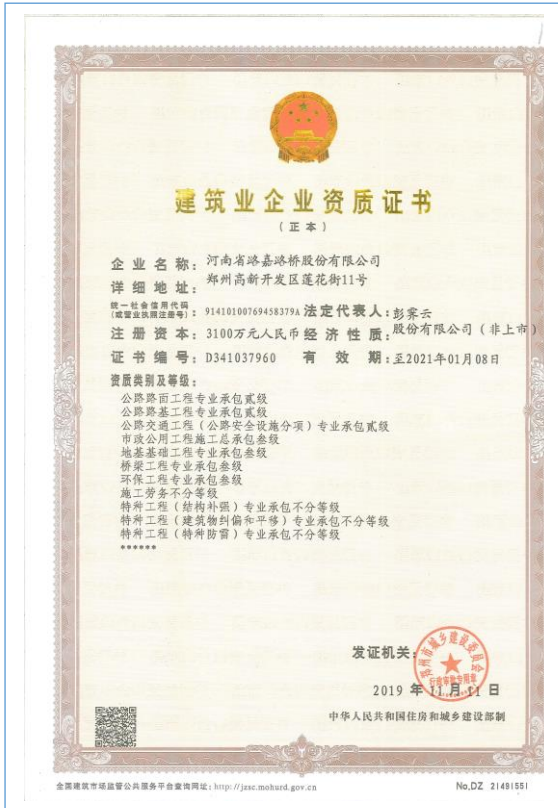 建筑业企业资质证书
（正本）
企业名称：河南省路嘉路桥股份有限公司
详细地址：郑州高新开发区莲花街11号
统一社会信用代码
（或营业执照注册号）：91410100769458379A 法定代表人：彭霁云
注册资本：3100万元人民币 经济性质：股份有限公司（非上市）
证书编号：D341037960 有效期：至2021年01月08日
资质类别及等级：
公路路面工程专业承包贰级
公路路基工程专业承包贰级
公路交通工程（公路安全设施分项）专业承包贰级
市政公用工程施工总承包叁级
地基基础工程专业承包叁级
桥梁工程专业承包叁级
环保工程专业承包叁级
施工劳务不分等级
特种工程（结构补强）专业承包不分等级
特种工程（建筑物纠偏和平移）专业承包不分等级
特种工程（特种防雷）专业承包不分等级
******
发证机关：
郑州市城乡建设委员会
行政审批专用章
2019年11月11日
中华人民共和国住房和城乡建设部制
全国建筑市场监管公共服务平台查询网址：http://jzsc.mohurd.gov.cn
No.DZ 21491551